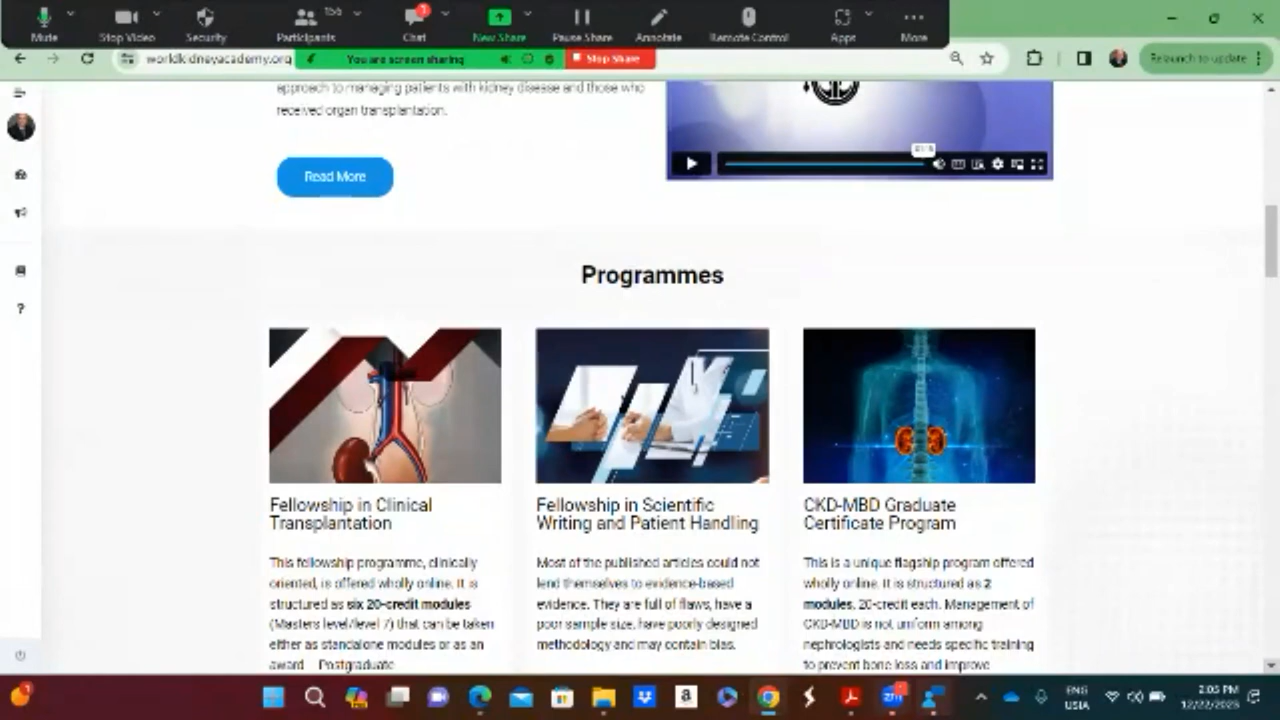 156
1
Mute
Stop Video
Security
Participants
Chat
New Share
Pause Share
Annotate
Remote Control
Apps
More
worldkidneyacademy.org
You are screen sharing
Stop Share
Relaunch to update
approach to managing patients with kidney disease and those who
received organ transplantation.
Read More
Programmes
Fellowship in Clinical
Transplantation
This fellowship programme, clinically
oriented, is offered wholly online. It is
structured as six 20-credit modules
(Masters level/level 7) that can be taken
either as standalone modules or as an
award Postgraduate
Fellowship in Scientific
Writing and Patient Handling
Most of the published articles could not
lend themselves to evidence-based
evidence. They are full of flaws, have a
poor sample size, have poorly designed
methodology and may contain bias.
CKD-MBD Graduate
Certificate Program
This is a unique flagship program offered
wholly online. It is structured as 2
modules, 20-credit each. Management of
CKD-MBD is not uniform among
nephrologists and needs specific training
to prevent bone loss and improve
ENG
USIA
2:03 PM
12/22/2023